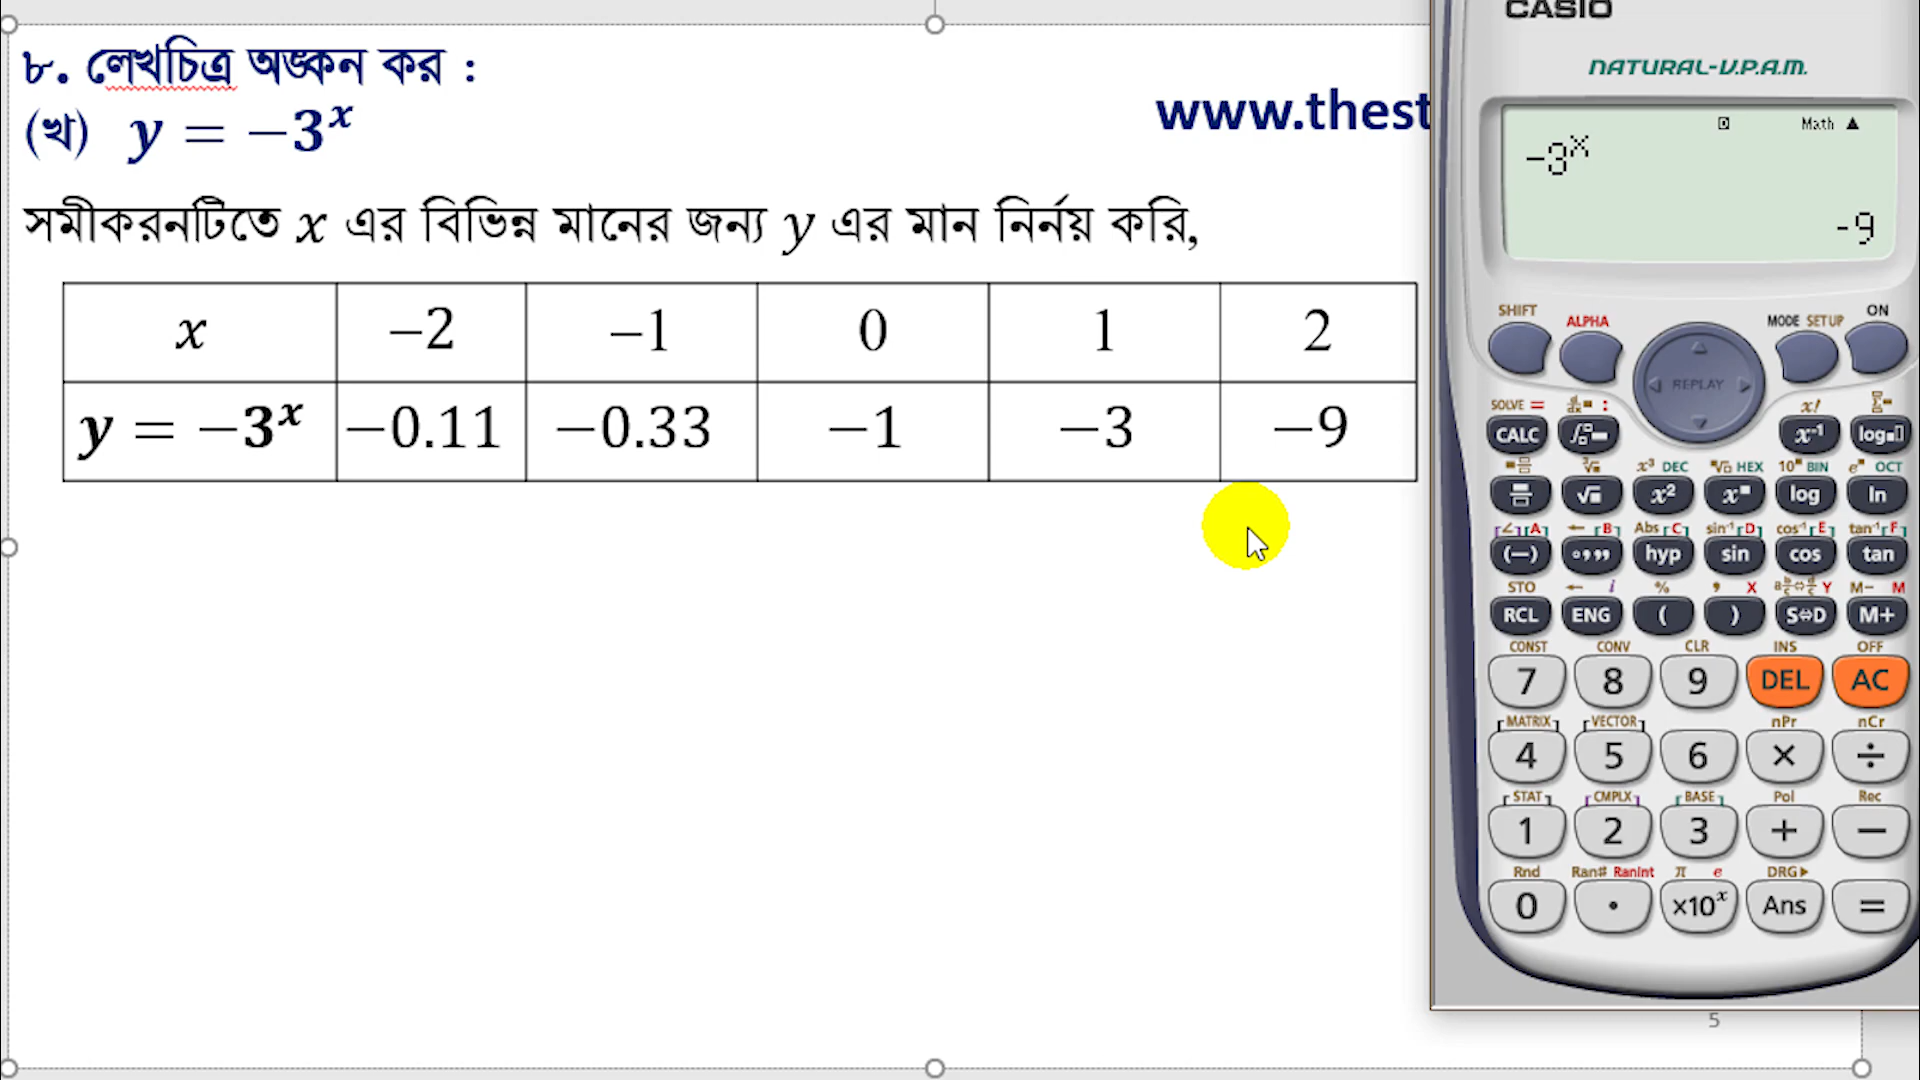 ৮. লেখচিত্র অঙ্কন কর :
(খ) y = −3^x
www.thest
সমীকরনটিতে x এর বিভিন্ন মানের জন্য y এর মান নির্নয় করি,
x −2 −1 0 1 2
y = −3^x −0.11 −0.33 −1 −3 −9
CASIO
NATURAL-V.P.A.M.
D Math ▲
-3^x
-9
SHIFT ALPHA MODE SETUP ON
REPLAY
SOLVE = d/dx : x! Σ
CALC ∫ x⁻¹ log
x³ DEC HEX 10 BIN e OCT
√ x² x log ln
∠ A ← B Abs C sin⁻¹ D cos⁻¹ E tan⁻¹ F
(−) °,,, hyp sin cos tan
STO ← i % , X Y M− M
RCL ENG ( ) S⇔D M+
CONST CONV CLR INS OFF
7 8 9 DEL AC
MATRIX VECTOR nPr nCr
4 5 6 × ÷
STAT CMPLX BASE Pol Rec
1 2 3 + −
Rnd Ran# RanInt π e DRG▶
0 . ×10^x Ans =
5